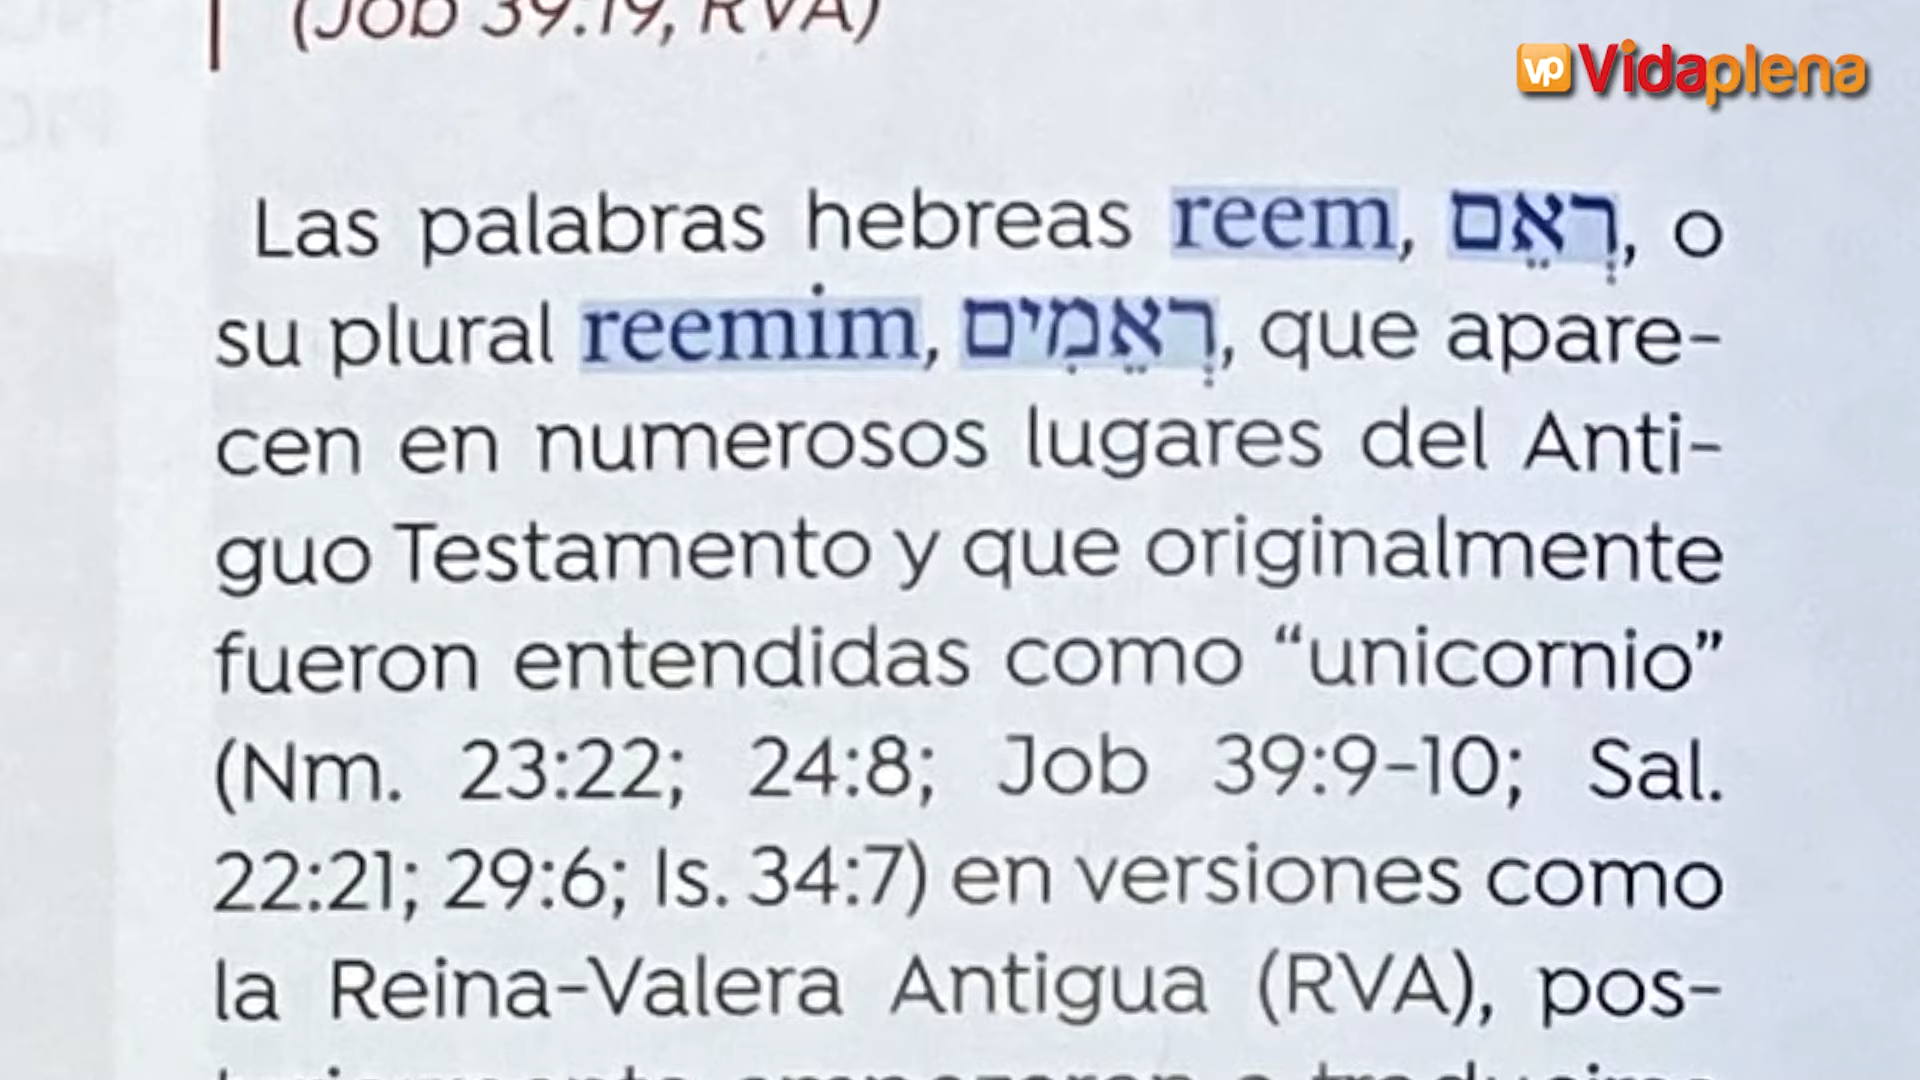 (Job 39:19, RVA)
vp Vidaplena
Las palabras hebreas reem, רְאֵם, o
su plural reemim, רְאֵמִים, que apare-
cen en numerosos lugares del Anti-
guo Testamento y que originalmente
fueron entendidas como “unicornio”
(Nm. 23:22; 24:8; Job 39:9-10; Sal.
22:21; 29:6; Is. 34:7) en versiones como
la Reina-Valera Antigua (RVA), pos-